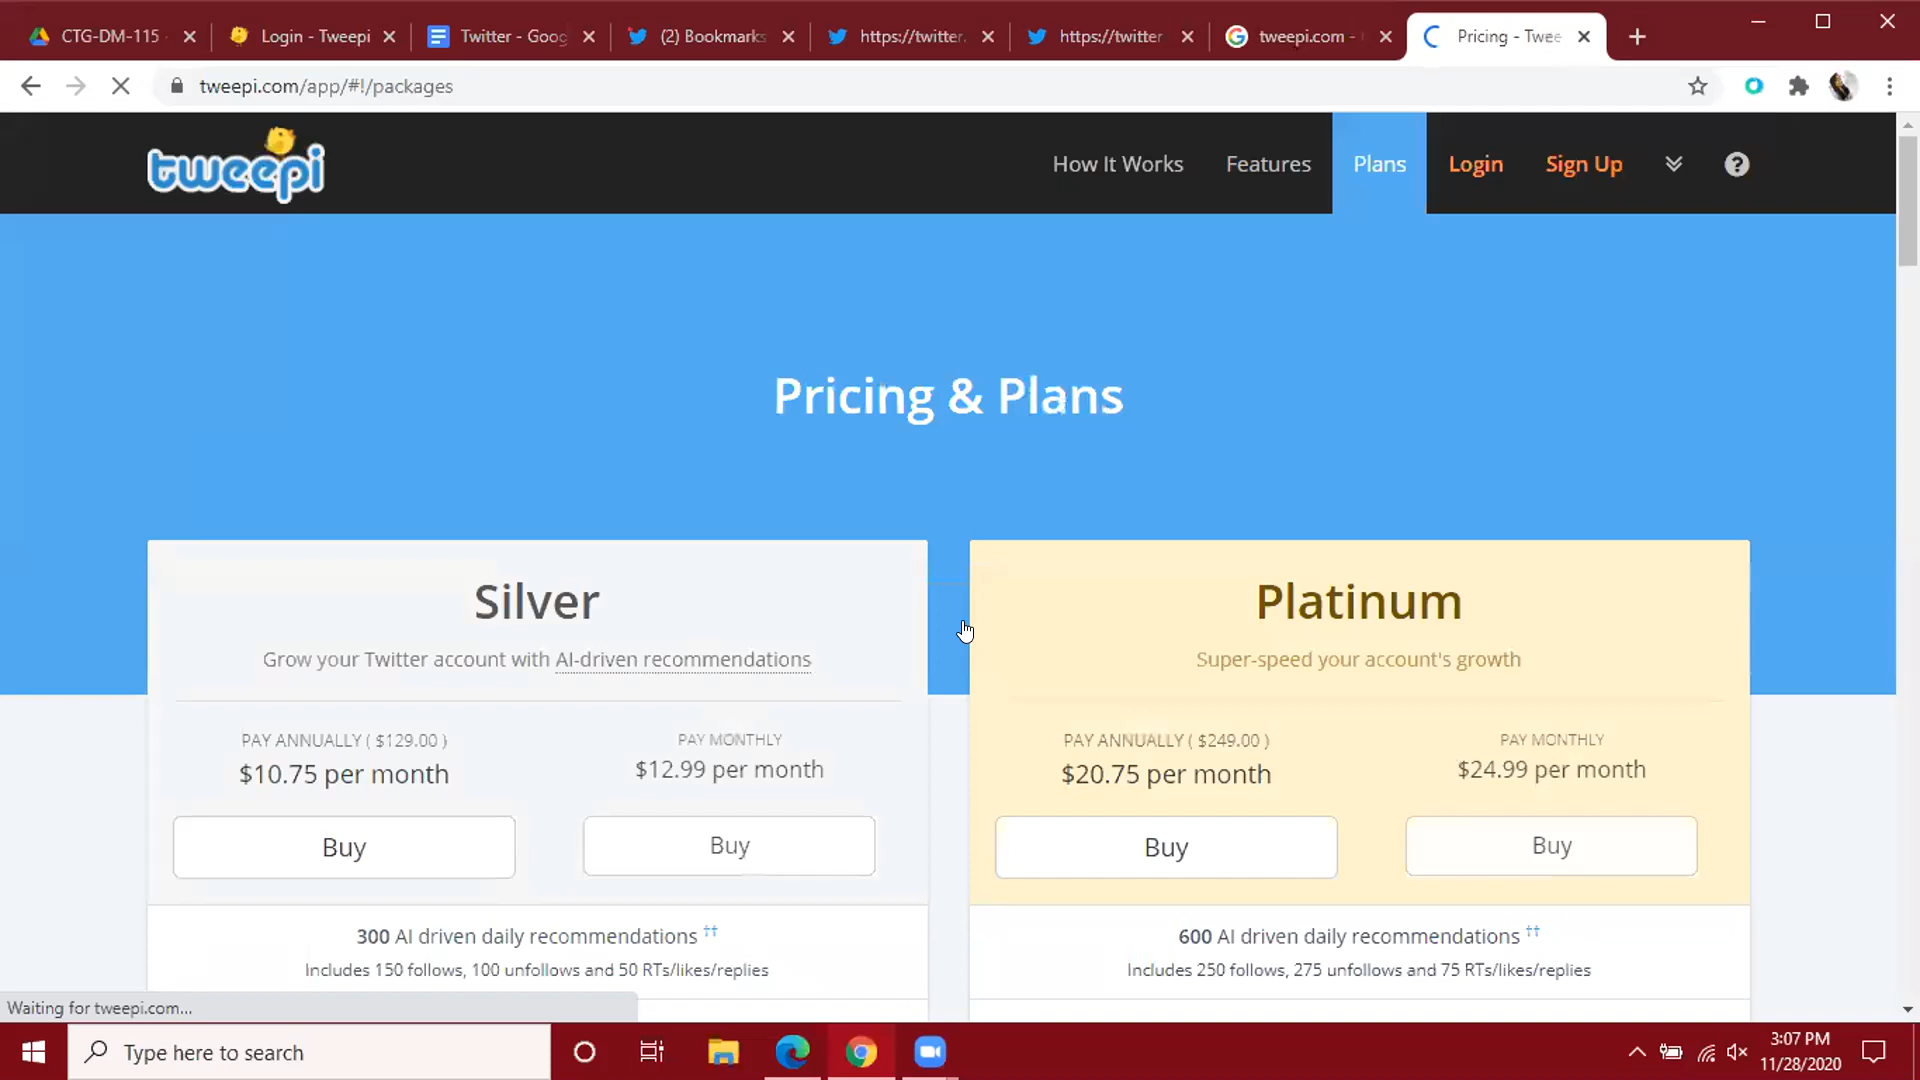 CTG-DM-115
Login - Tweepi
Twitter - Goog
(2) Bookmarks
https://twitter.
https://twitter
tweepi.com -
Pricing - Twee
tweepi.com/app/#!/packages
tweepi
How It Works
Features
Plans
Login
Sign Up
Pricing & Plans
Silver
Grow your Twitter account with AI-driven recommendations
PAY ANNUALLY ( $129.00 )
$10.75 per month
Buy
PAY MONTHLY
$12.99 per month
Buy
300 AI driven daily recommendations ††
Includes 150 follows, 100 unfollows and 50 RTs/likes/replies
Platinum
Super-speed your account's growth
PAY ANNUALLY ( $249.00 )
$20.75 per month
Buy
PAY MONTHLY
$24.99 per month
Buy
600 AI driven daily recommendations ††
Includes 250 follows, 275 unfollows and 75 RTs/likes/replies
Waiting for tweepi.com...
Type here to search
3:07 PM
11/28/2020